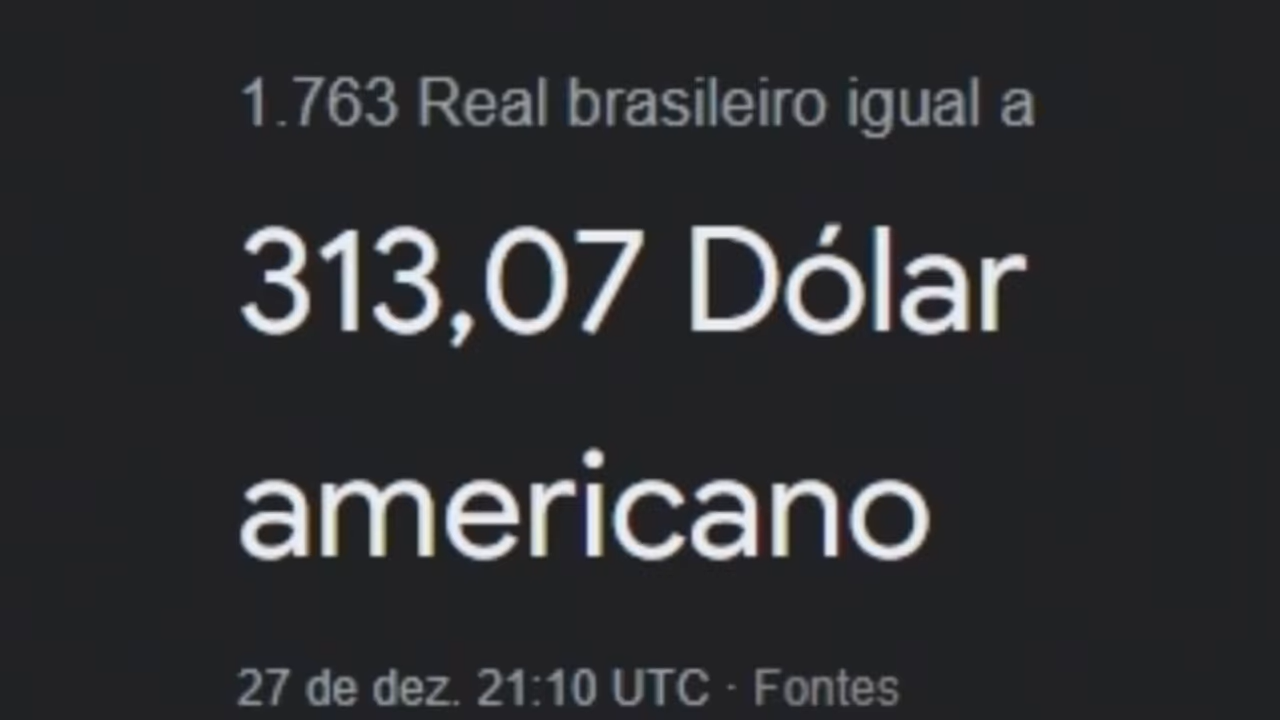 1.763 Real brasileiro igual a
313,07 Dólar
americano
27 de dez. 21:10 UTC · Fontes